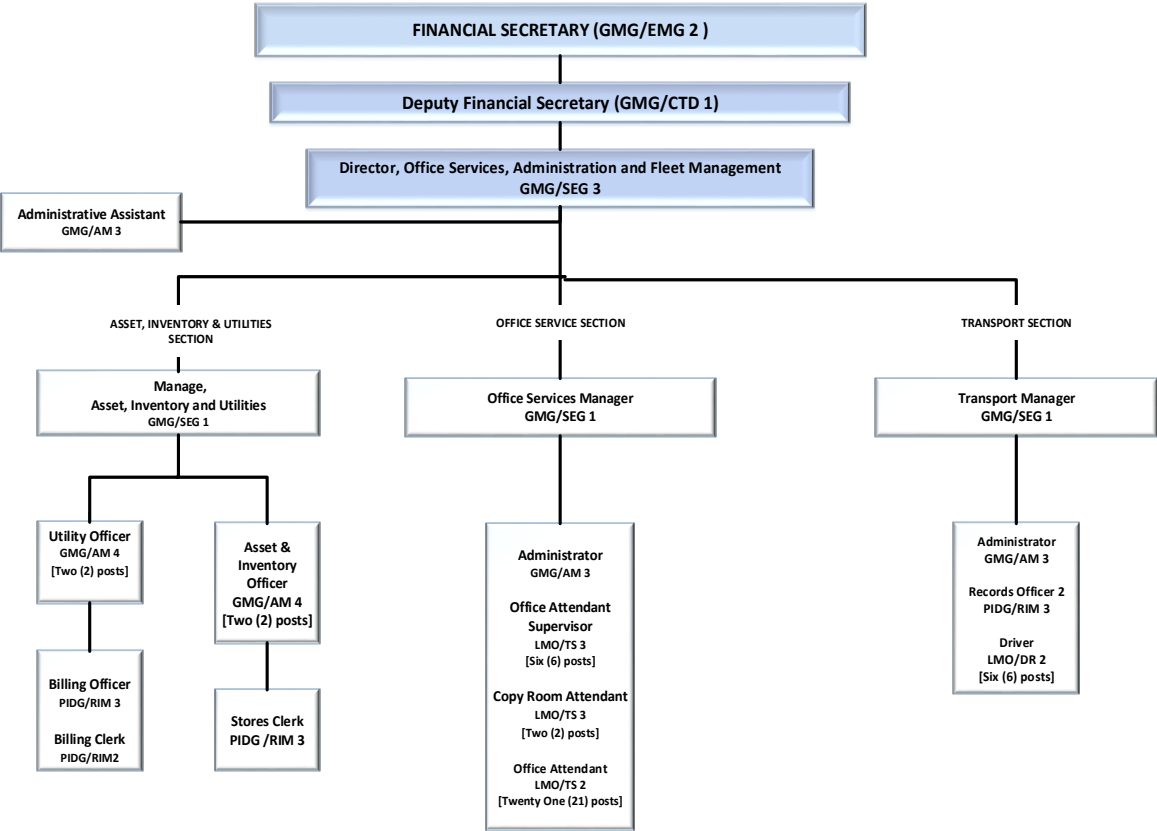 FINANCIAL SECRETARY (GMG/EMG 2 )
Deputy Financial Secretary (GMG/CTD 1)
Director, Office Services, Administration and Fleet Management
GMG/SEG 3
Administrative Assistant
GMG/AM 3
ASSET, INVENTORY & UTILITIES
SECTION
OFFICE SERVICE SECTION
TRANSPORT SECTION
Manage,
Asset, Inventory and Utilities
GMG/SEG 1
Office Services Manager
GMG/SEG 1
Transport Manager
GMG/SEG 1
Utility Officer
GMG/AM 4
[Two (2) posts]
Asset &
Inventory
Officer
GMG/AM 4
[Two (2) posts]
Billing Officer
PIDG/RIM 3
Billing Clerk
PIDG/RIM2
Stores Clerk
PIDG /RIM 3
Administrator
GMG/AM 3
Office Attendant
Supervisor
LMO/TS 3
[Six (6) posts]
Copy Room Attendant
LMO/TS 3
[Two (2) posts]
Office Attendant
LMO/TS 2
[Twenty One (21) posts]
Administrator
GMG/AM 3
Records Officer 2
PIDG/RIM 3
Driver
LMO/DR 2
[Six (6) posts]